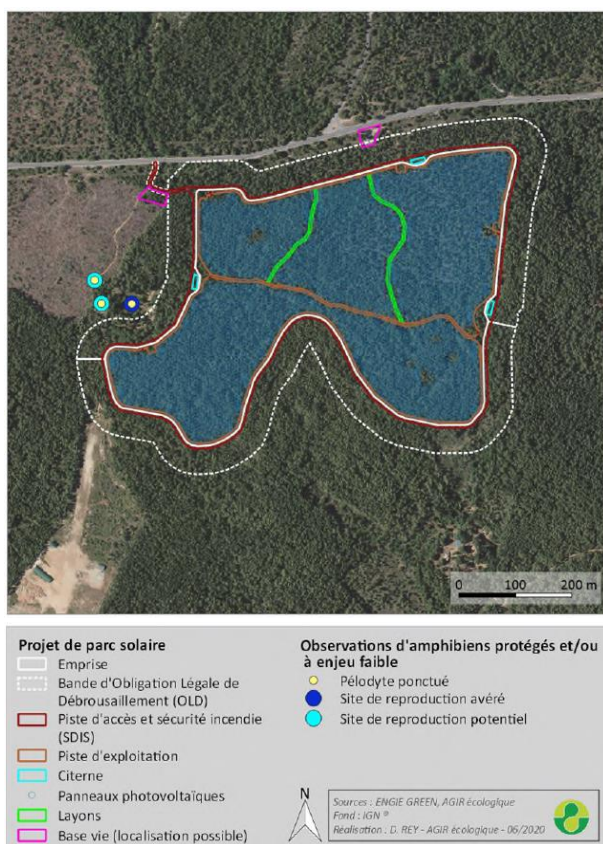 0 100 200 m
Projet de parc solaire
Emprise
Bande d'Obligation Légale de
Débrousaillement (OLD)
Piste d'accès et sécurité incendie
(SDIS)
Piste d'exploitation
Citerne
Panneaux photovoltaïques
Layons
Base vie (localisation possible)
Observations d'amphibiens protégés et/ou
à enjeu faible
Pélodyte ponctué
Site de reproduction avéré
Site de reproduction potentiel
N
Sources : ENGIE GREEN, AGIR écologique
Fond : IGN ®
Réalisation : D. REY - AGIR écologique - 06/2020